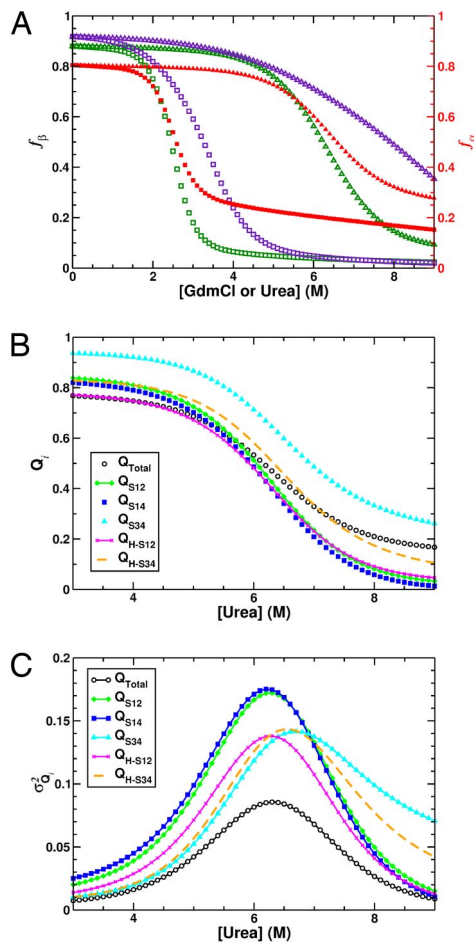 A
1
0.8
0.6
0.4
0.2
0
fβ
1
0.8
0.6
0.4
0.2
0
fα
0 2 4 6 8
[GdmCl or Urea] (M)
B
1
0.8
0.6
0.4
0.2
0
Qi
QTotal
QS12
QS14
QS34
QH-S12
QH-S34
4 6 8
[Urea] (M)
C
0.2
0.15
0.1
0.05
0
σ²Qi
QTotal
QS12
QS14
QS34
QH-S12
QH-S34
4 6 8
[Urea] (M)